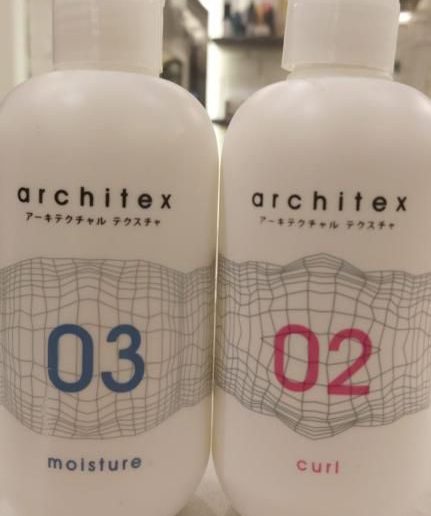 architex
アーキテクチャル テクスチャ
03
moisture
architex
アーキテクチャル テクスチャ
02
curl